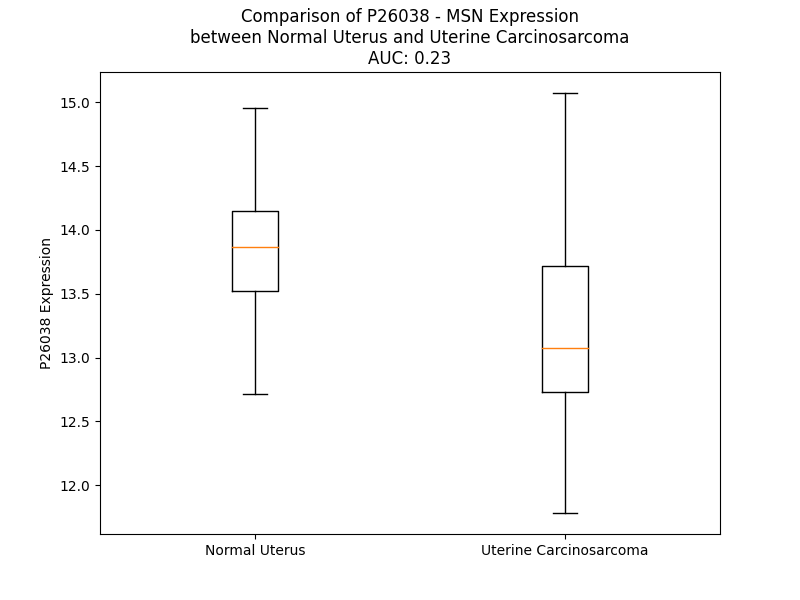 Comparison of P26038 - MSN Expression
between Normal Uterus and Uterine Carcinosarcoma
AUC: 0.23
15.0
14.5
14.0
13.5
13.0
12.5
12.0
P26038 Expression
Normal Uterus
Uterine Carcinosarcoma